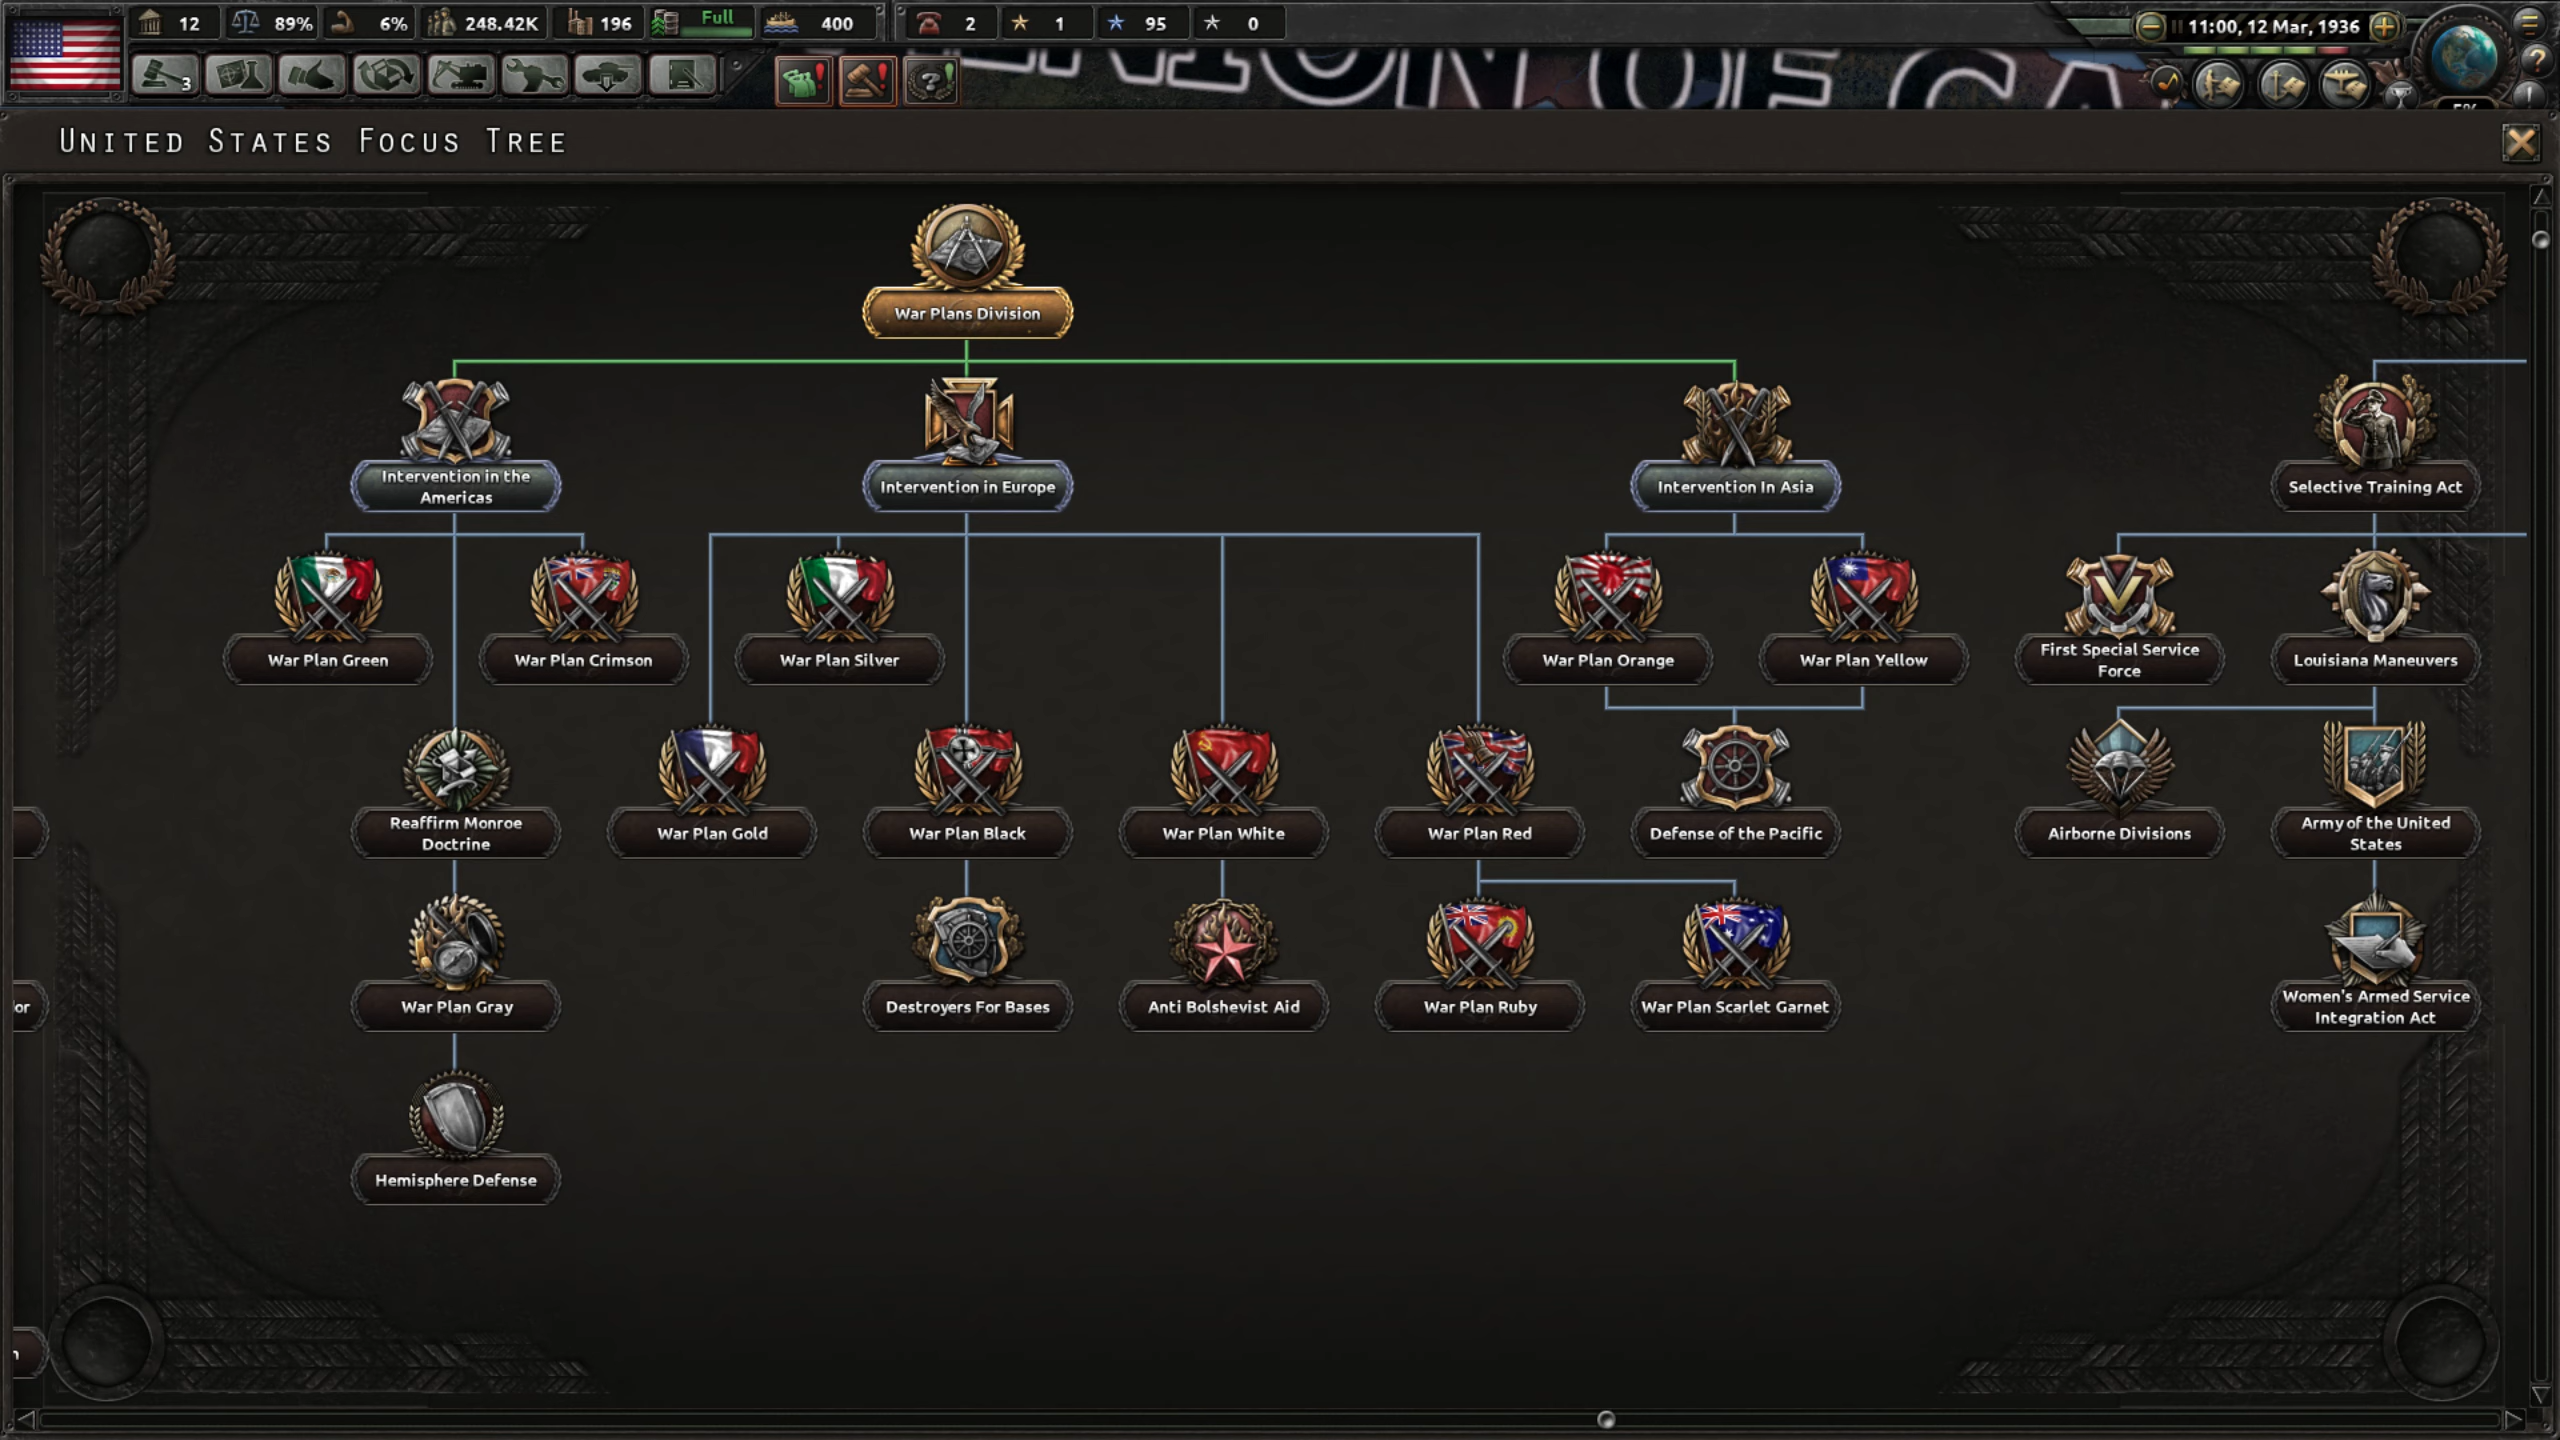 12
89%
6%
248.42K
196
Full
400
2
1
95
0
11:00, 12 Mar, 1936
3
United States Focus Tree
War Plans Division
Intervention in the
Americas
Intervention in Europe
Intervention In Asia
Selective Training Act
War Plan Green
War Plan Crimson
War Plan Silver
War Plan Orange
War Plan Yellow
First Special Service
Force
Louisiana Maneuvers
Reaffirm Monroe
Doctrine
War Plan Gold
War Plan Black
War Plan White
War Plan Red
Defense of the Pacific
Airborne Divisions
Army of the United
States
War Plan Gray
Destroyers For Bases
Anti Bolshevist Aid
War Plan Ruby
War Plan Scarlet Garnet
Women's Armed Service
Integration Act
Hemisphere Defense